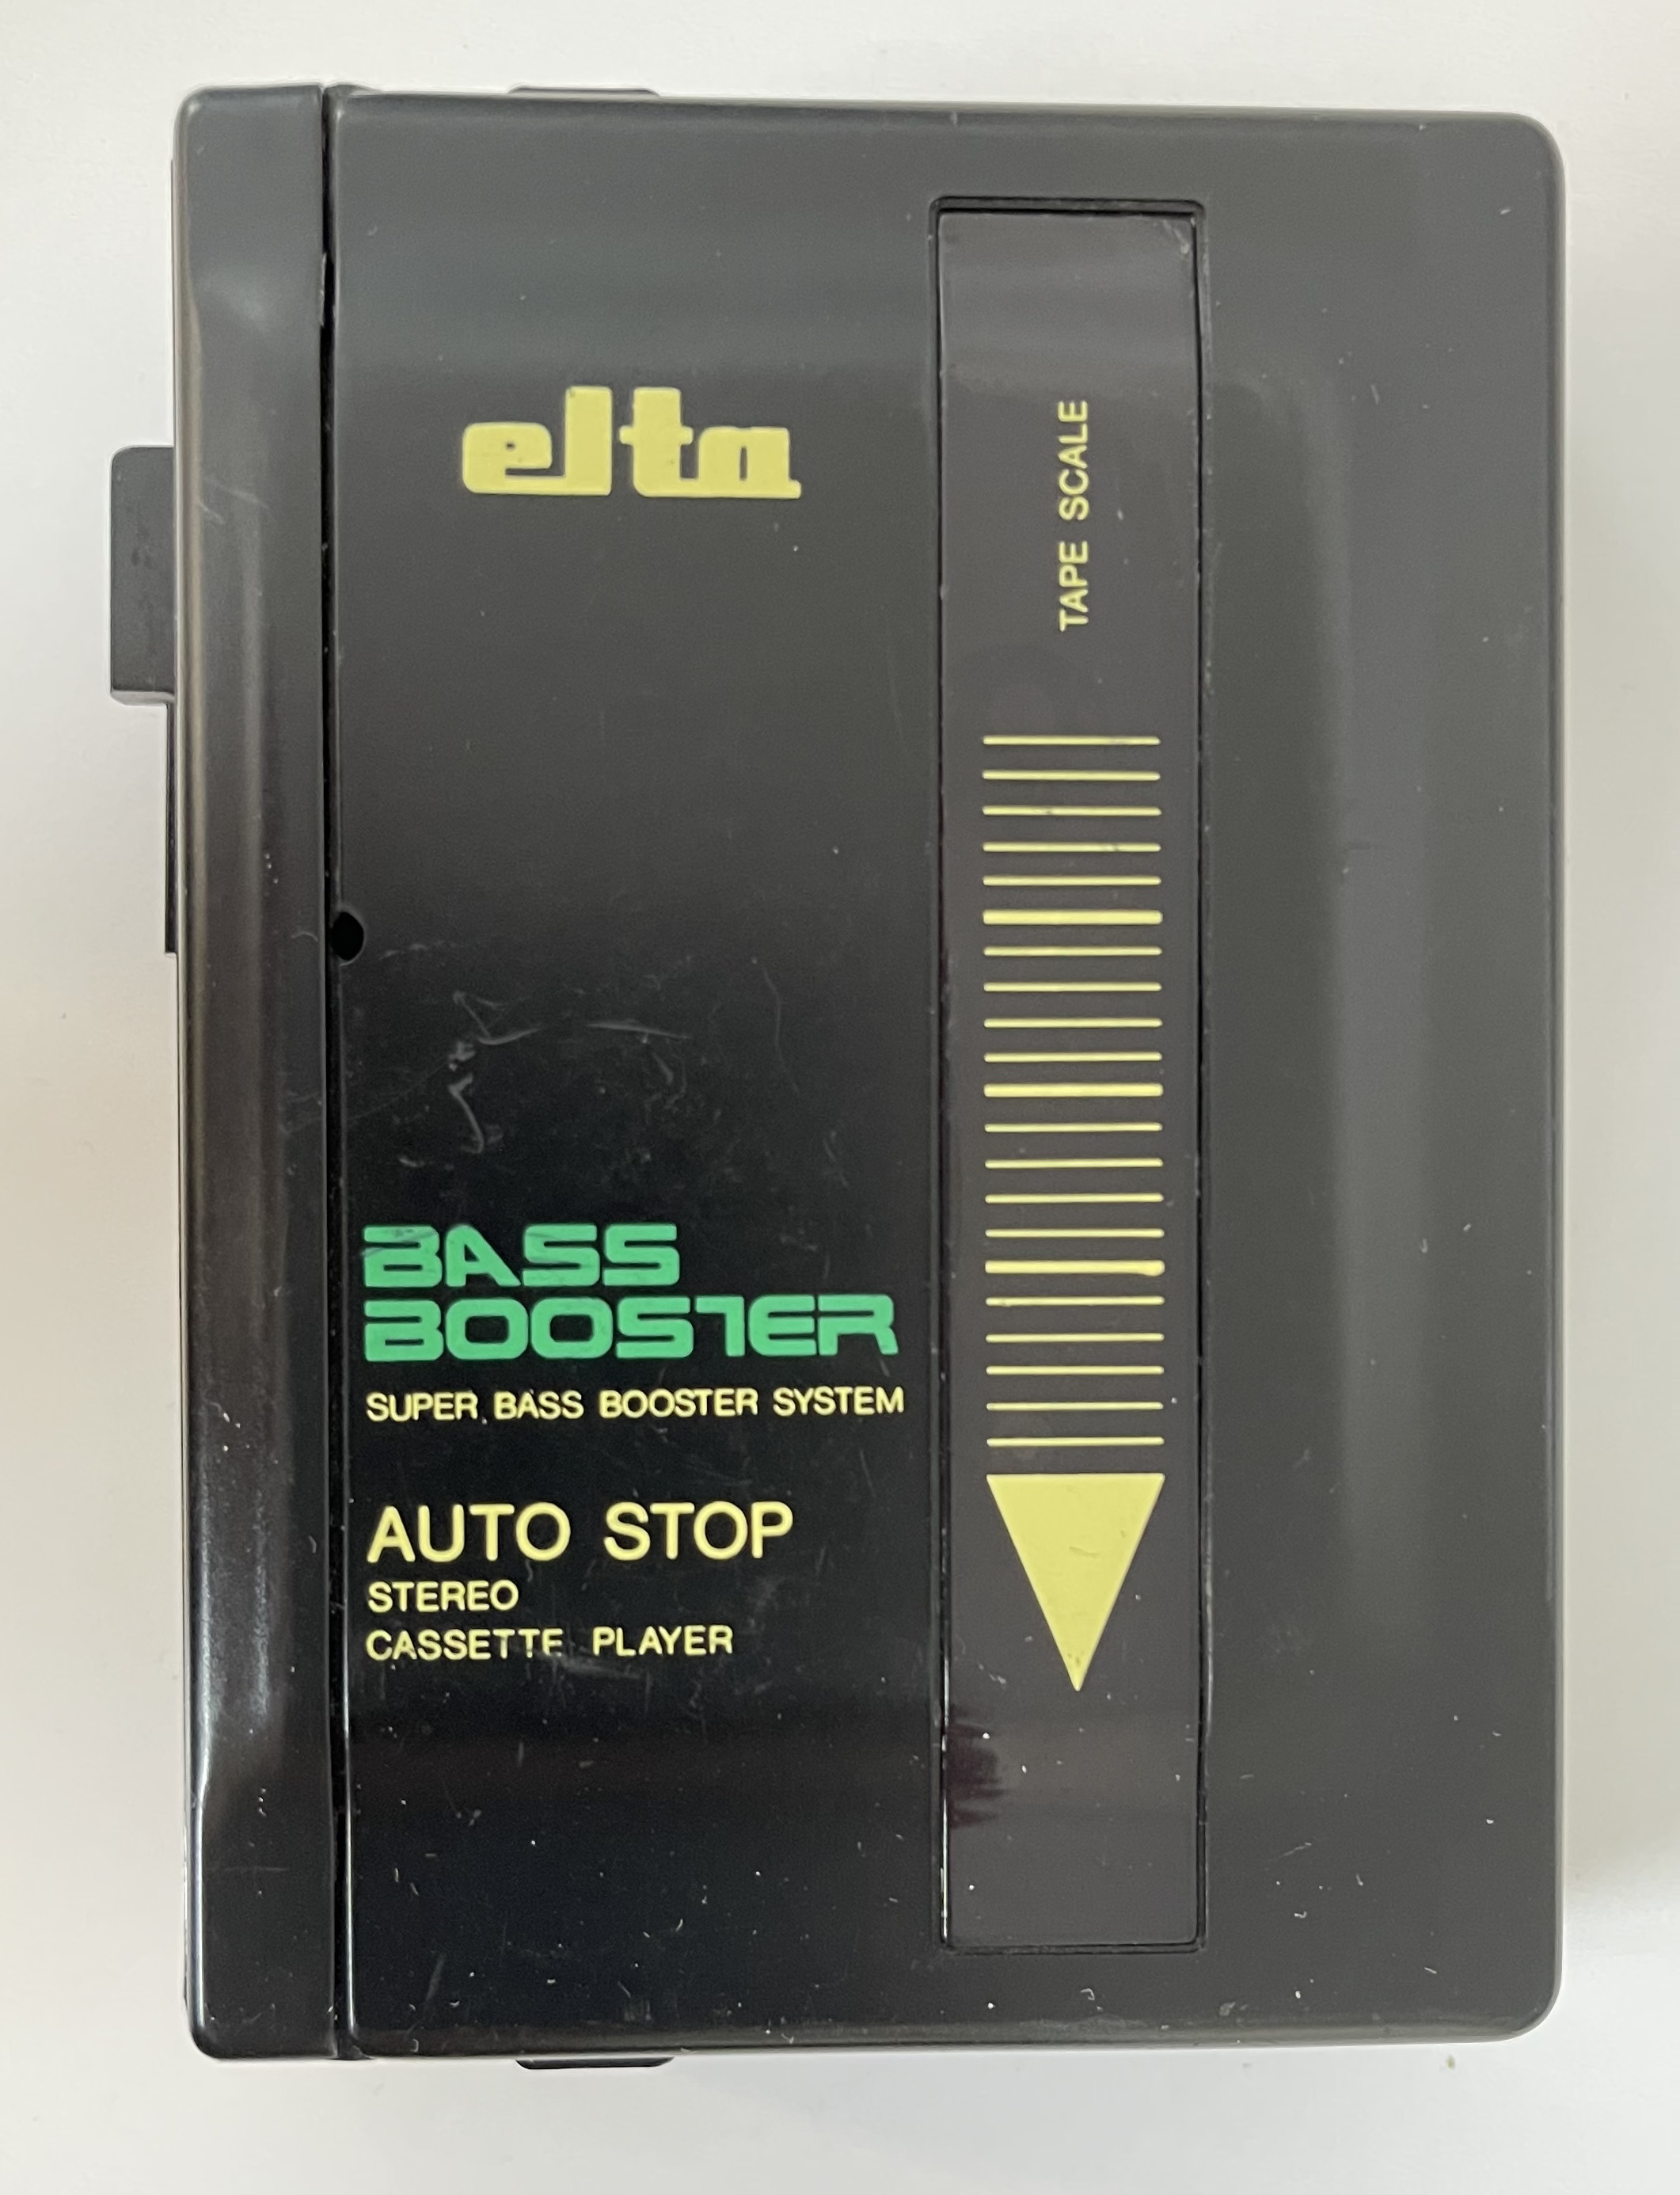 elta
TAPE SCALE
BASS
BOOSTER
SUPER BASS BOOSTER SYSTEM
AUTO STOP
STEREO
CASSETTE PLAYER